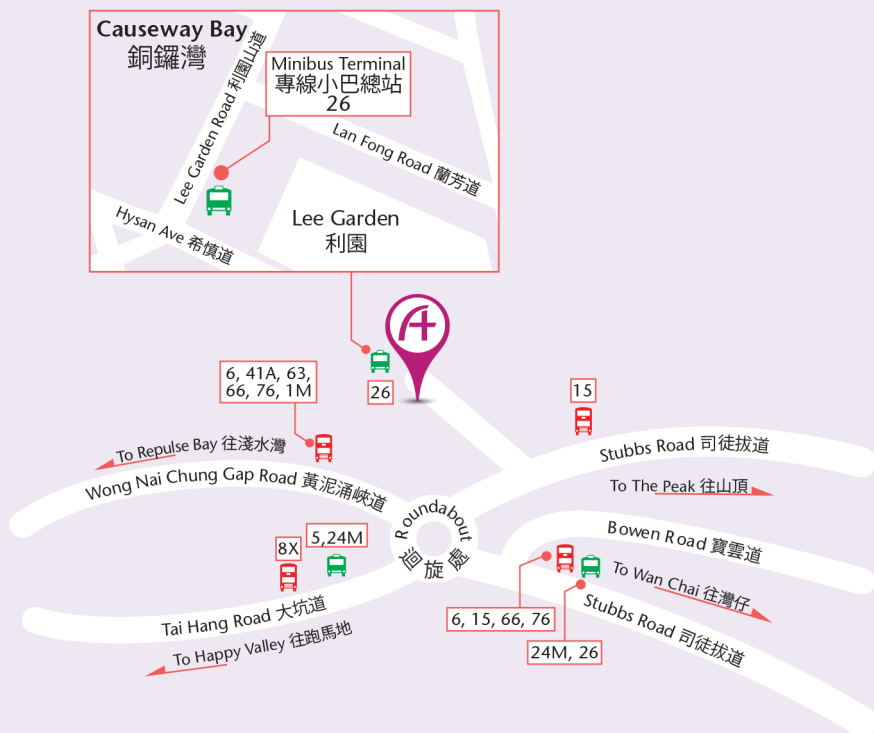 Causeway Bay
銅鑼灣
Lee Garden Road 利園山道
Minibus Terminal
專線小巴總站
26
Lan Fong Road 蘭芳道
Hysan Ave 希慎道
Lee Garden
利園
26
6, 41A, 63,
66, 76, 1M
15
To Repulse Bay 往淺水灣
Wong Nai Chung Gap Road 黃泥涌峽道
Stubbs Road 司徒拔道
To The Peak 往山頂
Roundabout
迴旋處
Bowen Road 寶雲道
5,24M
8X
To Wan Chai 往灣仔
Tai Hang Road 大坑道
To Happy Valley 往跑馬地
6, 15, 66, 76
24M, 26
Stubbs Road 司徒拔道